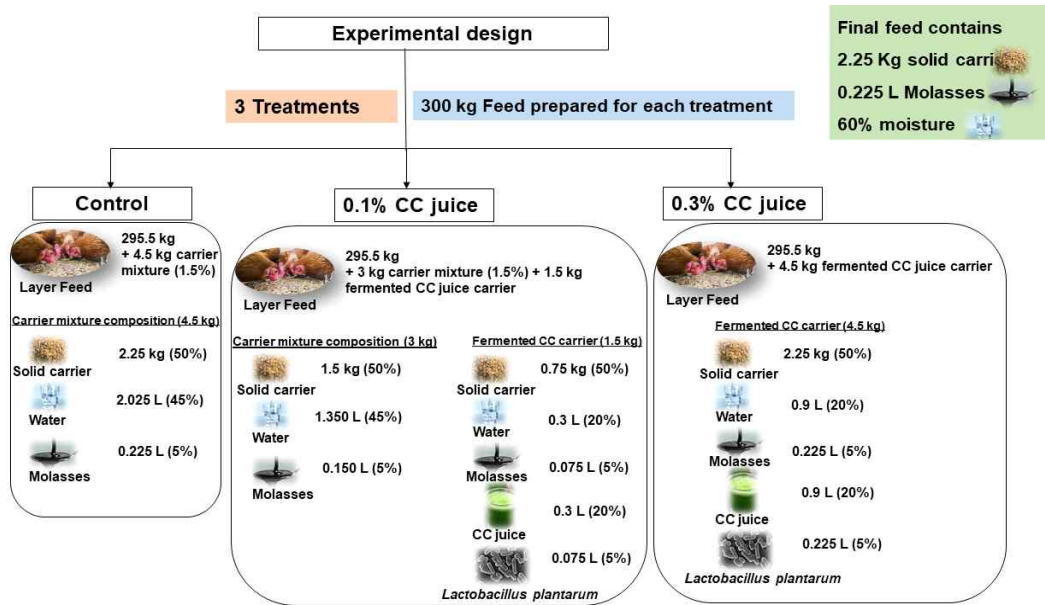 Experimental design
3 Treatments
300 kg Feed prepared for each treatment
Final feed contains
2.25 Kg solid carri
0.225 L Molasses
60% moisture
Control
295.5 kg
+ 4.5 kg carrier
mixture (1.5%)
Layer Feed
Carrier mixture composition (4.5 kg)
2.25 kg (50%)
Solid carrier
2.025 L (45%)
Water
0.225 L (5%)
Molasses
0.1% CC juice
295.5 kg
+ 3 kg carrier mixture (1.5%) + 1.5 kg
fermented CC juice carrier
Layer Feed
Carrier mixture composition (3 kg)
1.5 kg (50%)
Solid carrier
1.350 L (45%)
Water
0.150 L (5%)
Molasses
Fermented CC carrier (1.5 kg)
0.75 kg (50%)
Solid carrier
0.3 L (20%)
Water
0.075 L (5%)
Molasses
0.3 L (20%)
CC juice
0.075 L (5%)
Lactobacillus plantarum
0.3% CC juice
295.5 kg
+ 4.5 kg fermented CC juice carrier
Layer Feed
Fermented CC carrier (4.5 kg)
2.25 kg (50%)
Solid carrier
0.9 L (20%)
Water
0.225 L (5%)
Molasses
0.9 L (20%)
CC juice
0.225 L (5%)
Lactobacillus plantarum